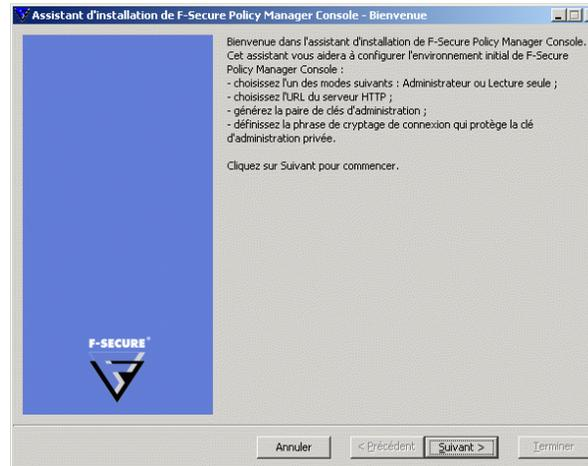 Assistant d'installation de F-Secure Policy Manager Console - Bienvenue
Bienvenue dans l'assistant d'installation de F-Secure Policy Manager Console.
Cet assistant vous aidera à configurer l'environnement initial de F-Secure
Policy Manager Console :
- choisissez l'un des modes suivants : Administrateur ou Lecture seule ;
- choisissez l'URL du serveur HTTP ;
- générez la paire de clés d'administration ;
- définissez la phrase de cryptage de connexion qui protège la clé
d'administration privée.
Cliquez sur Suivant pour commencer.
F-SECURE®
Annuler
< Précédent
Suivant >
Terminer